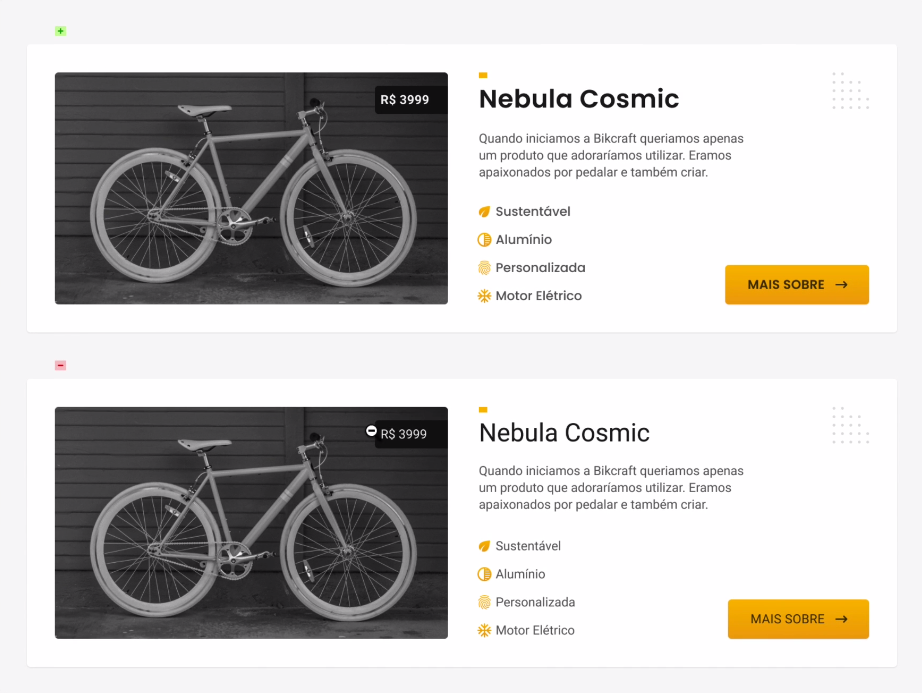 +
R$ 3999
Nebula Cosmic
Quando iniciamos a Bikcraft queriamos apenas
um produto que adoraríamos utilizar. Eramos
apaixonados por pedalar e também criar.
Sustentável
Alumínio
Personalizada
Motor Elétrico
MAIS SOBRE →
-
R$ 3999
Nebula Cosmic
Quando iniciamos a Bikcraft queriamos apenas
um produto que adoraríamos utilizar. Eramos
apaixonados por pedalar e também criar.
Sustentável
Alumínio
Personalizada
Motor Elétrico
MAIS SOBRE →